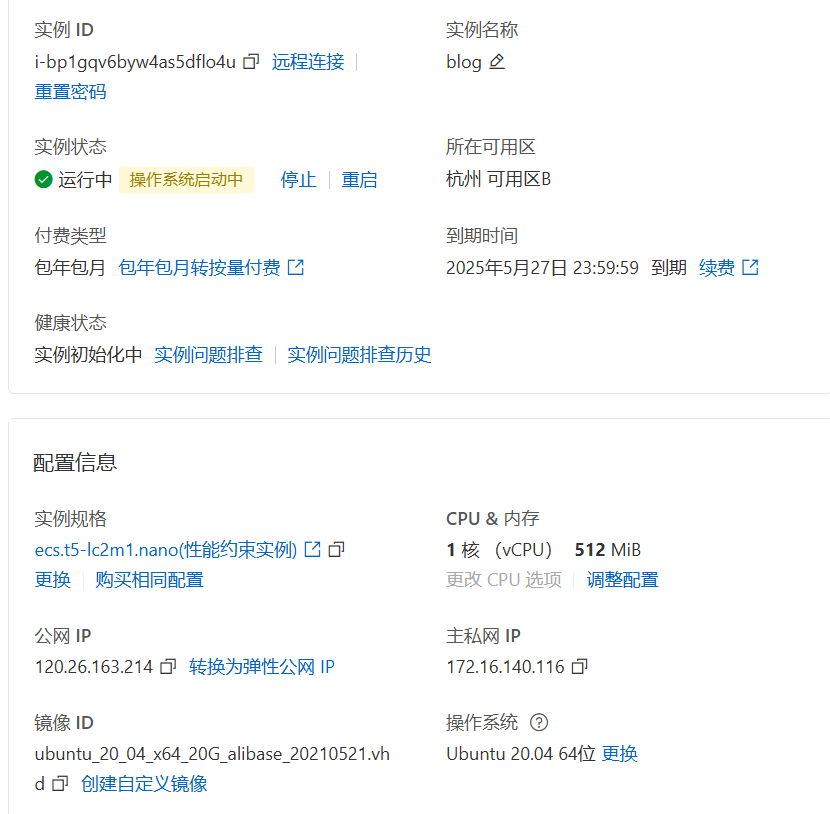 实例 ID
i-bp1gqv6byw4as5dflo4u 远程连接
重置密码
实例名称
blog
实例状态
运行中 操作系统启动中 停止 重启
所在可用区
杭州 可用区B
付费类型
包年包月 包年包月转按量付费
到期时间
2025年5月27日 23:59:59 到期 续费
健康状态
实例初始化中 实例问题排查 实例问题排查历史
配置信息
实例规格
ecs.t5-lc2m1.nano(性能约束实例)
更换 购买相同配置
CPU & 内存
1 核 （vCPU） 512 MiB
更改 CPU 选项 调整配置
公网 IP
120.26.163.214 转换为弹性公网 IP
主私网 IP
172.16.140.116
镜像 ID
ubuntu_20_04_x64_20G_alibase_20210521.vh
d 创建自定义镜像
操作系统
Ubuntu 20.04 64位 更换